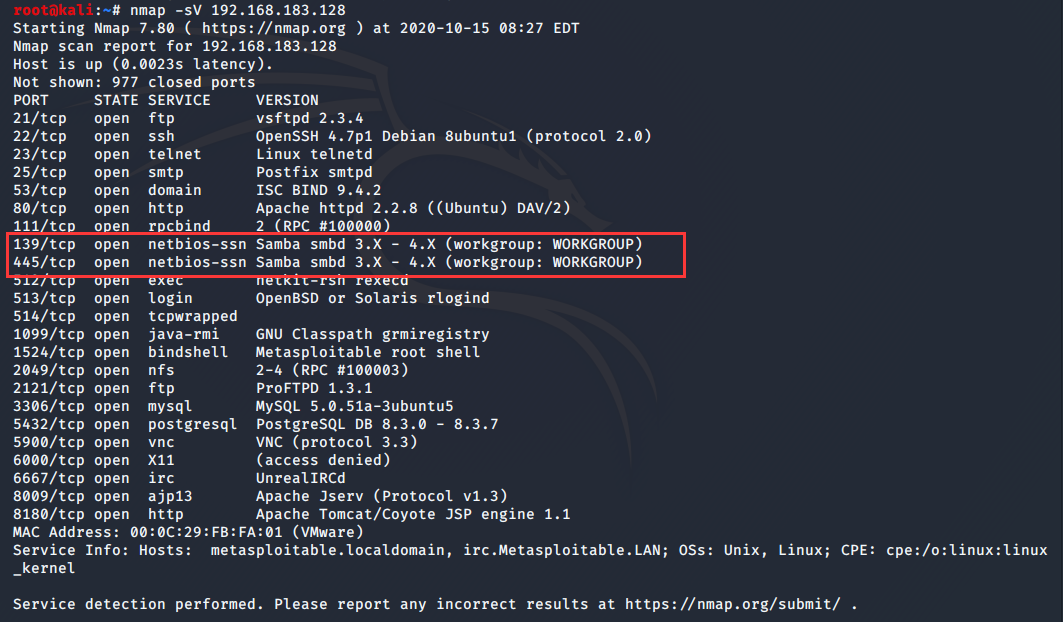 root@kali:~# nmap -sV 192.168.183.128
Starting Nmap 7.80 ( https://nmap.org ) at 2020-10-15 08:27 EDT
Nmap scan report for 192.168.183.128
Host is up (0.0023s latency).
Not shown: 977 closed ports
PORT     STATE SERVICE     VERSION
21/tcp   open  ftp         vsftpd 2.3.4
22/tcp   open  ssh         OpenSSH 4.7p1 Debian 8ubuntu1 (protocol 2.0)
23/tcp   open  telnet      Linux telnetd
25/tcp   open  smtp        Postfix smtpd
53/tcp   open  domain      ISC BIND 9.4.2
80/tcp   open  http        Apache httpd 2.2.8 ((Ubuntu) DAV/2)
111/tcp  open  rpcbind     2 (RPC #100000)
139/tcp  open  netbios-ssn Samba smbd 3.X - 4.X (workgroup: WORKGROUP)
445/tcp  open  netbios-ssn Samba smbd 3.X - 4.X (workgroup: WORKGROUP)
512/tcp  open  exec        netkit-rsh rexecd
513/tcp  open  login       OpenBSD or Solaris rlogind
514/tcp  open  tcpwrapped
1099/tcp open  java-rmi    GNU Classpath grmiregistry
1524/tcp open  bindshell   Metasploitable root shell
2049/tcp open  nfs         2-4 (RPC #100003)
2121/tcp open  ftp         ProFTPD 1.3.1
3306/tcp open  mysql       MySQL 5.0.51a-3ubuntu5
5432/tcp open  postgresql  PostgreSQL DB 8.3.0 - 8.3.7
5900/tcp open  vnc         VNC (protocol 3.3)
6000/tcp open  X11         (access denied)
6667/tcp open  irc         UnrealIRCd
8009/tcp open  ajp13       Apache Jserv (Protocol v1.3)
8180/tcp open  http        Apache Tomcat/Coyote JSP engine 1.1
MAC Address: 00:0C:29:FB:FA:01 (VMware)
Service Info: Hosts:  metasploitable.localdomain, irc.Metasploitable.LAN; OSs: Unix, Linux; CPE: cpe:/o:linux:linux
_kernel

Service detection performed. Please report any incorrect results at https://nmap.org/submit/ .